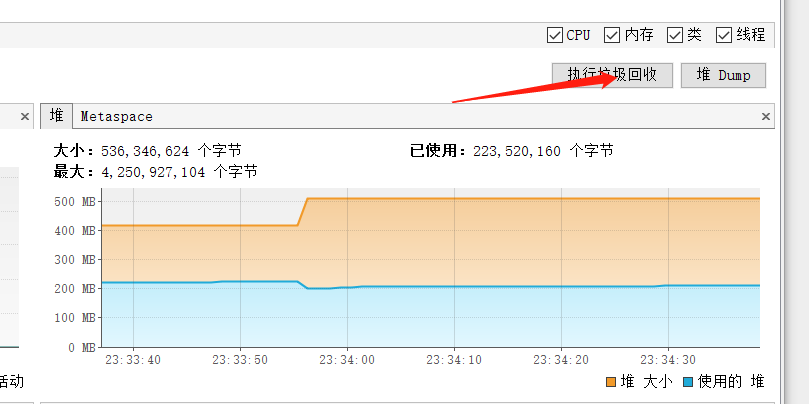 CPU 内存 类 线程
执行垃圾回收 堆 Dump
× 堆 Metaspace ×
大小: 536,346,624 个字节 已使用: 223,520,160 个字节
最大: 4,250,927,104 个字节
500 MB
400 MB
300 MB
200 MB
100 MB
0 MB
23:33:40 23:33:50 23:34:00 23:34:10 23:34:20 23:34:30
活动 堆 大小 使用的 堆